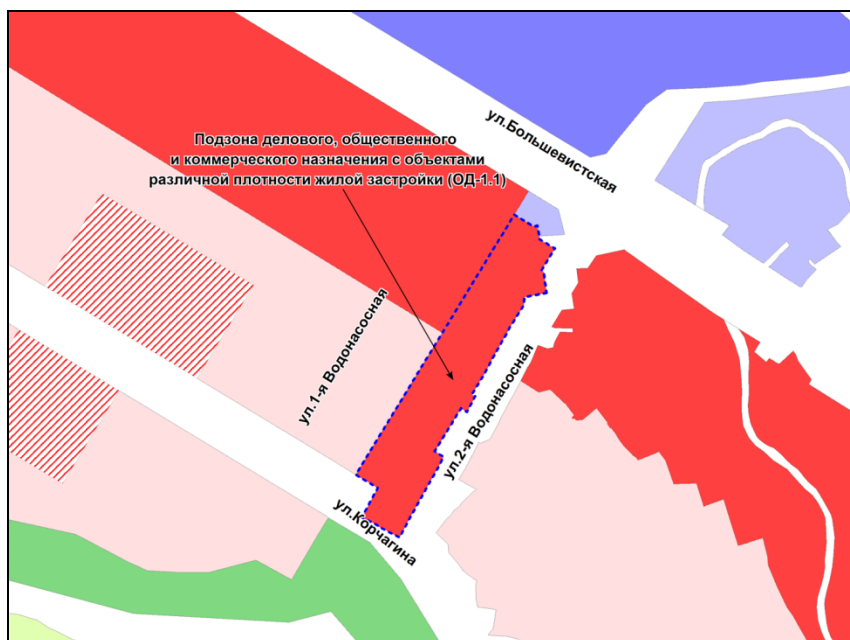 ул.Большевистская
Подзона делового, общественного
и коммерческого назначения с объектами
различной плотности жилой застройки (ОД-1.1)
ул.1-я Водонасосная
ул.2-я Водонасосная
ул.Корчагина